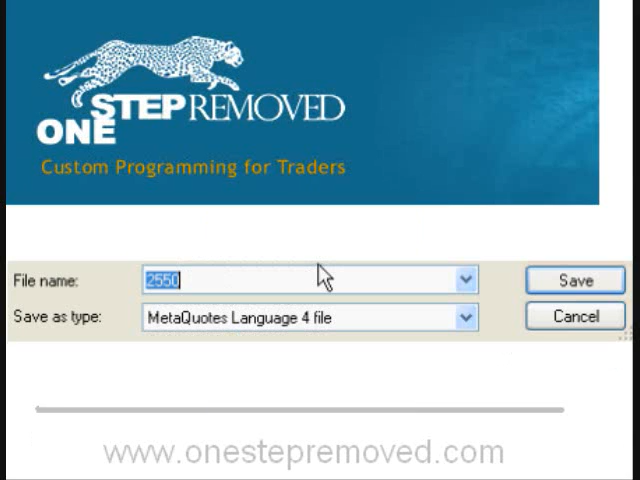 STEP REMOVED
ONE
Custom Programming for Traders
File name: 2550 Save
Save as type: MetaQuotes Language 4 file Cancel
www.onestepremoved.com